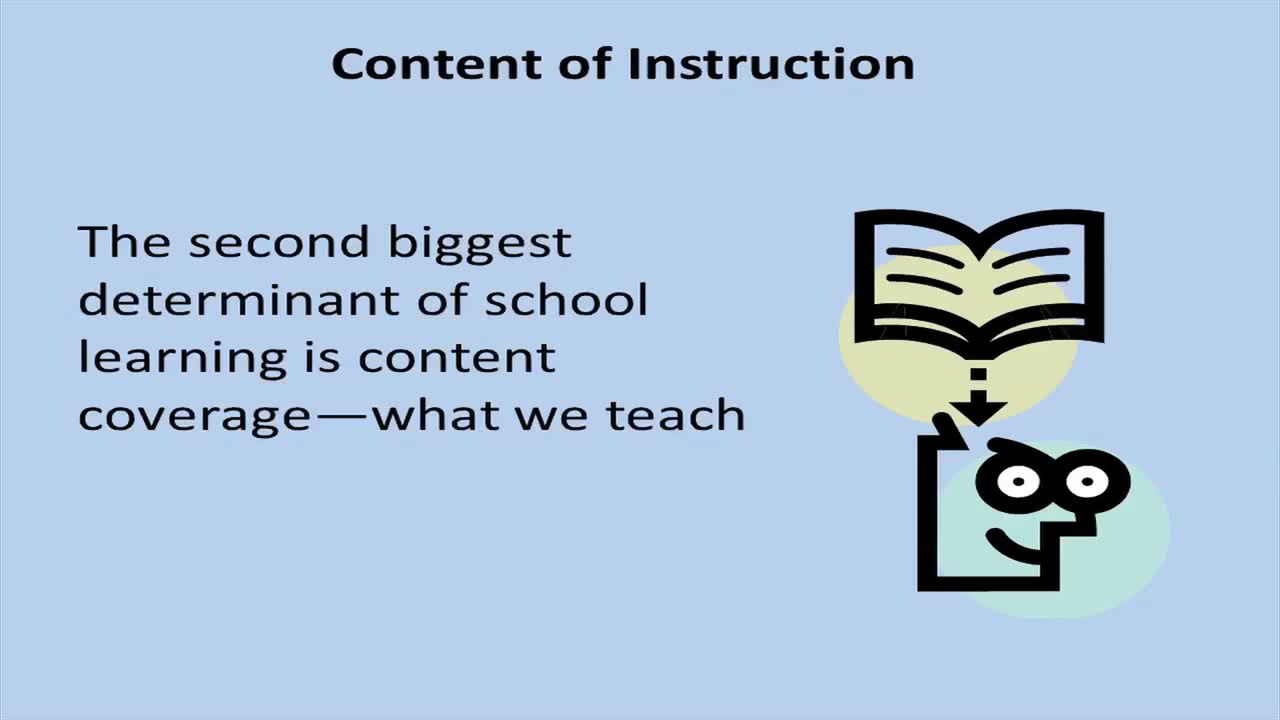 Content of Instruction
The second biggest
determinant of school
learning is content
coverage—what we teach